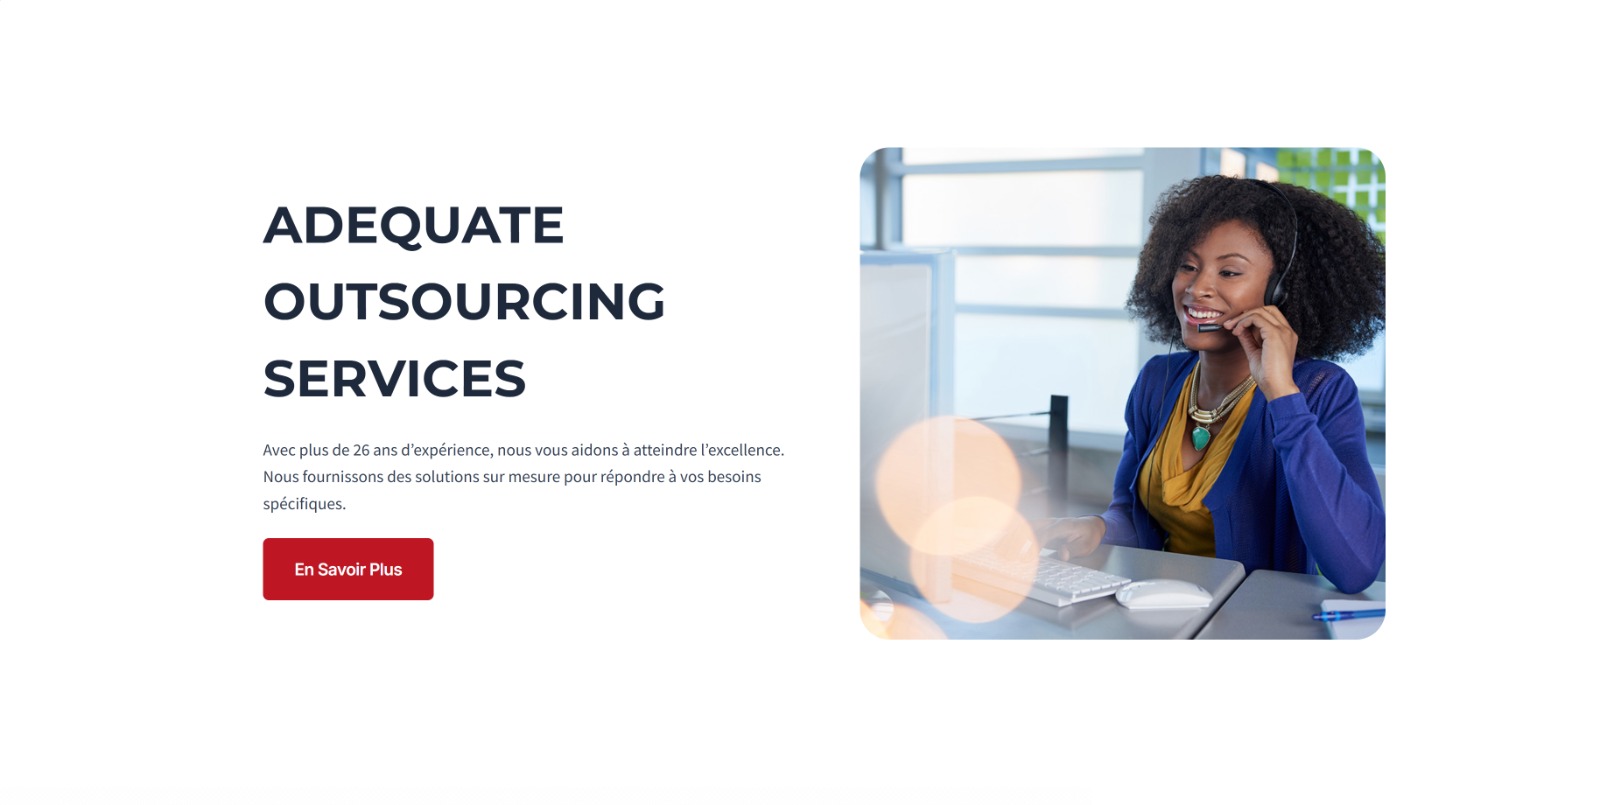 ADEQUATE
OUTSOURCING
SERVICES
Avec plus de 26 ans d’expérience, nous vous aidons à atteindre l’excellence.
Nous fournissons des solutions sur mesure pour répondre à vos besoins
spécifiques.
En Savoir Plus